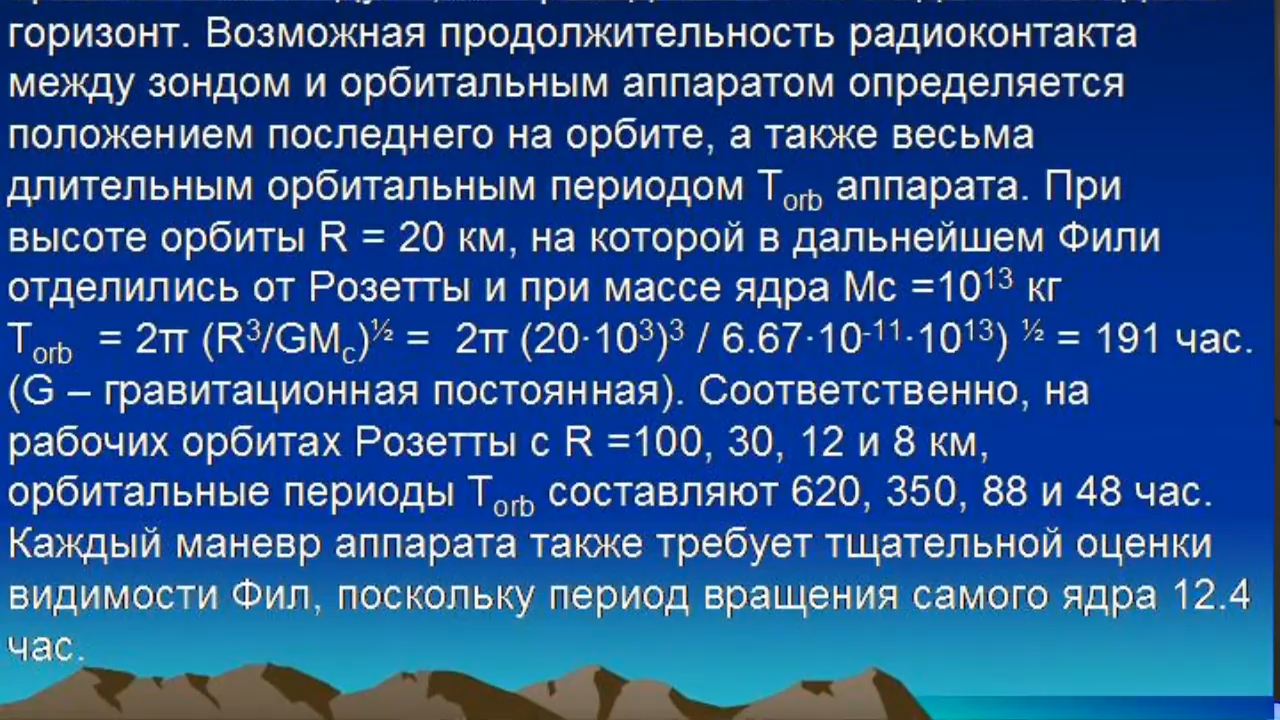 горизонт. Возможная продолжительность радиоконтакта
между зондом и орбитальным аппаратом определяется
положением последнего на орбите, а также весьма
длительным орбитальным периодом Torb аппарата. При
высоте орбиты R = 20 км, на которой в дальнейшем Фили
отделились от Розетты и при массе ядра Мс =10¹³ кг
Torb = 2π (R³/GMc)½ = 2π (20·10³)³ / 6.67·10⁻¹¹·10¹³) ½ = 191 час.
(G – гравитационная постоянная). Соответственно, на
рабочих орбитах Розетты с R =100, 30, 12 и 8 км,
орбитальные периоды Torb составляют 620, 350, 88 и 48 час.
Каждый маневр аппарата также требует тщательной оценки
видимости Фил, поскольку период вращения самого ядра 12.4
час.